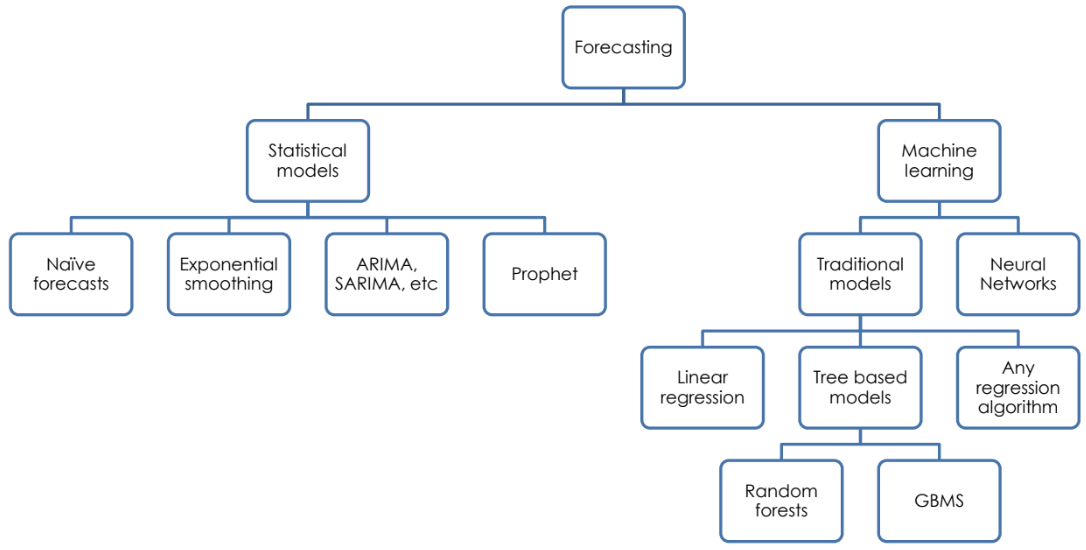 Forecasting
Statistical
models
Machine
learning
Naïve
forecasts
Exponential
smoothing
ARIMA,
SARIMA, etc
Prophet
Traditional
models
Neural
Networks
Linear
regression
Tree based
models
Any
regression
algorithm
Random
forests
GBMS